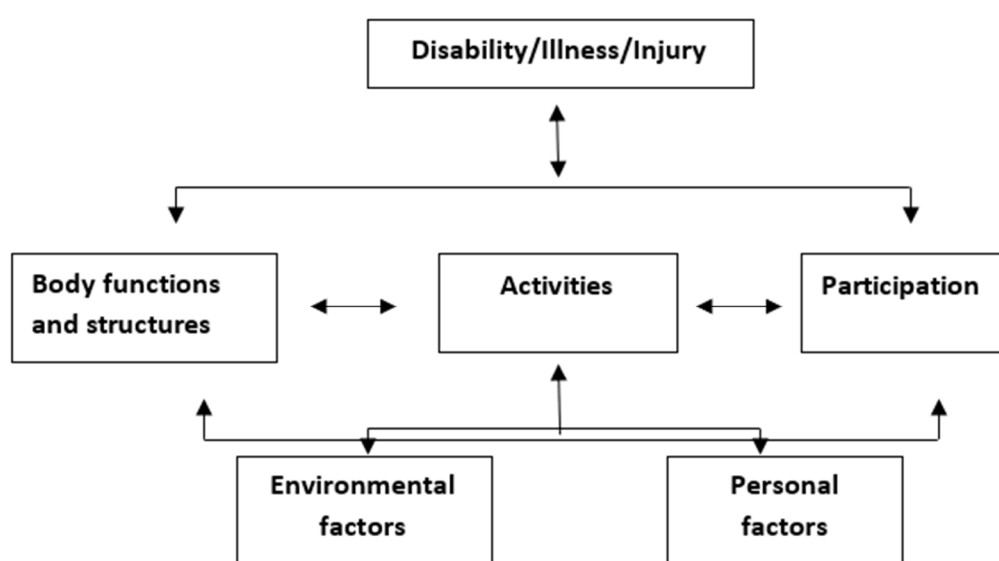 Disability/Illness/Injury
Body functions
and structures
Activities
Participation
Environmental
factors
Personal
factors